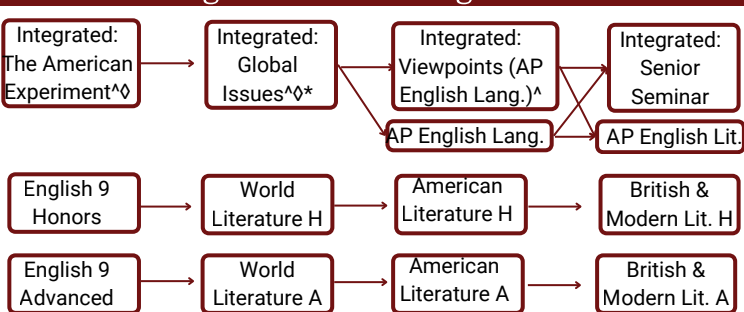 Integrated:
The American
Experiment^◊
Integrated:
Global
Issues^◊*
Integrated:
Viewpoints (AP
English Lang.)^
Integrated:
Senior
Seminar
AP English Lang.
AP English Lit.
English 9
Honors
World
Literature H
American
Literature H
British &
Modern Lit. H
English 9
Advanced
World
Literature A
American
Literature A
British &
Modern Lit. A